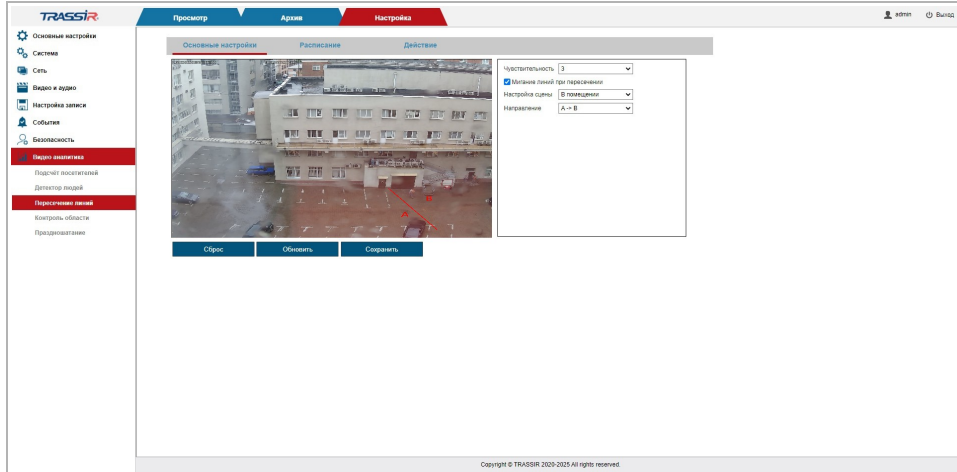 TRASSIR
Просмотр
Архив
Настройка
admin
Выход
Основные настройки
Система
Сеть
Видео и аудио
Настройка записи
События
Безопасность
Видео аналитика
Подсчёт посетителей
Детектор людей
Пересечение линий
Контроль области
Праздношатание
Основные настройки
Расписание
Действие
A
B
Чувствительность 3
Мигание линий при пересечении
Настройка сцены В помещении
Направление A -> B
Сброс
Обновить
Сохранить
Copyright © TRASSIR 2020-2025 All rights reserved.